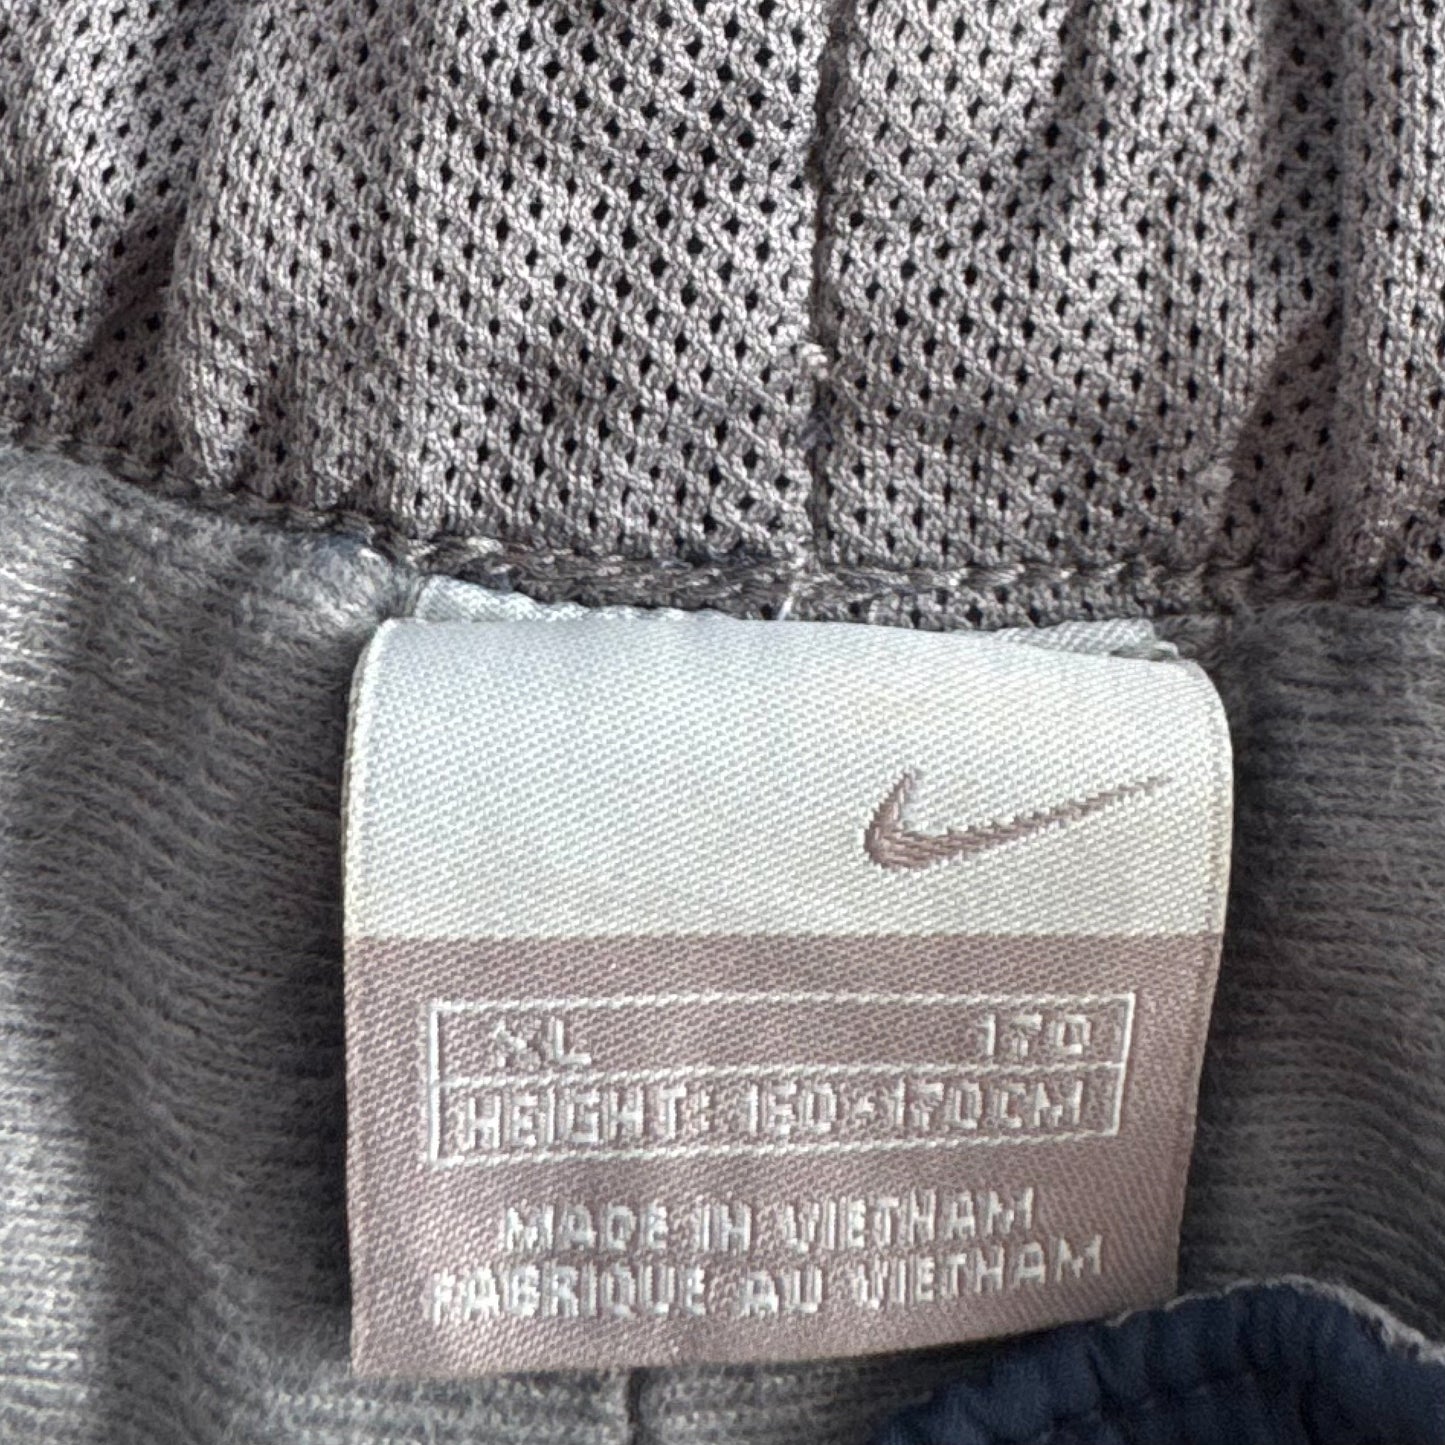 XL 170
HEIGHT: 160-170CM
MADE IN VIETNAM
FABRIQUE AU VIETNAM